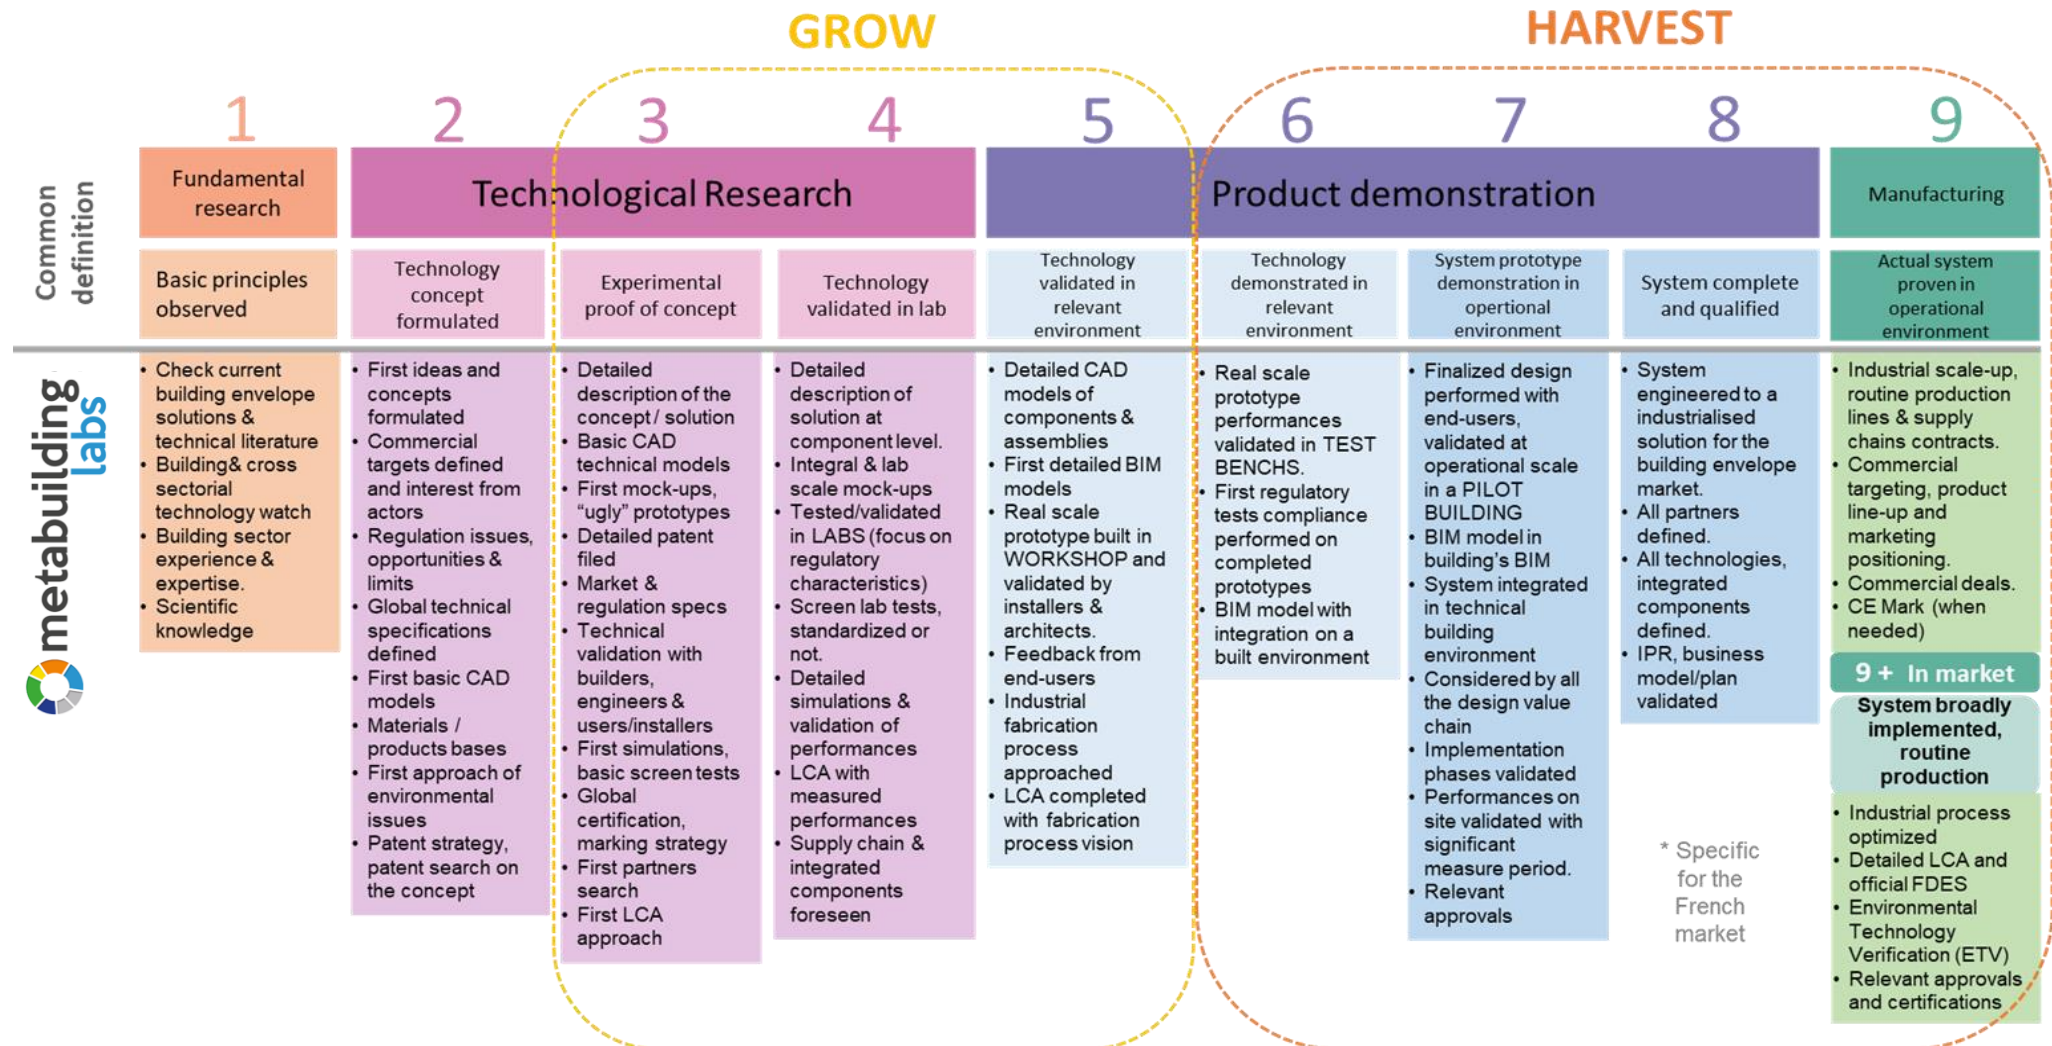 GROW
HARVEST
1
2
3
4
5
6
7
8
9
Common
definition
Fundamental
research
Technological Research
Product demonstration
Manufacturing
Basic principles
observed
Technology
concept
formulated
Experimental
proof of concept
Technology
validated in lab
Technology
validated in
relevant
environment
Technology
demonstrated in
relevant
environment
System prototype
demonstration in
opertional
environment
System complete
and qualified
Actual system
proven in
operational
environment
metabuilding
labs
• Check current
building envelope
solutions &
technical literature
• Building& cross
sectorial
technology watch
• Building sector
experience &
expertise.
• Scientific
knowledge
• First ideas and
concepts
formulated
• Commercial
targets defined
and interest from
actors
• Regulation issues,
opportunities &
limits
• Global technical
specifications
defined
• First basic CAD
models
• Materials /
products bases
• First approach of
environmental
issues
• Patent strategy,
patent search on
the concept
• Detailed
description of the
concept / solution
• Basic CAD
technical models
• First mock-ups,
“ugly” prototypes
• Detailed patent
filed
• Market &
regulation specs
• Technical
validation with
builders,
engineers &
users/installers
• First simulations,
basic screen tests
• Global
certification,
marking strategy
• First partners
search
• First LCA
approach
• Detailed
description of
solution at
component level.
• Integral & lab
scale mock-ups
• Tested/validated
in LABS (focus on
regulatory
characteristics)
• Screen lab tests,
standardized or
not.
• Detailed
simulations &
validation of
performances
• LCA with
measured
performances
• Supply chain &
integrated
components
foreseen
• Detailed CAD
models of
components &
assemblies
• First detailed BIM
models
• Real scale
prototype built in
WORKSHOP and
validated by
installers &
architects.
• Feedback from
end-users
• Industrial
fabrication
process
approached
• LCA completed
with fabrication
process vision
• Real scale
prototype
performances
validated in TEST
BENCHS.
• First regulatory
tests compliance
performed on
completed
prototypes
• BIM model with
integration on a
built environment
• Finalized design
performed with
end-users,
validated at
operational scale
in a PILOT
BUILDING
• BIM model in
building’s BIM
• System integrated
in technical
building
environment
• Considered by all
the design value
chain
• Implementation
phases validated
• Performances on
site validated with
significant
measure period.
• Relevant
approvals
• System
engineered to a
industrialised
solution for the
building envelope
market.
• All partners
defined.
• All technologies,
integrated
components
defined.
• IPR, business
model/plan
validated
* Specific
for the
French
market
• Industrial scale-up,
routine production
lines & supply
chains contracts.
• Commercial
targeting, product
line-up and
marketing
positioning.
• Commercial deals.
• CE Mark (when
needed)
9 + In market
System broadly
implemented,
routine
production
• Industrial process
optimized
• Detailed LCA and
official FDES
• Environmental
Technology
Verification (ETV)
• Relevant approvals
and certifications